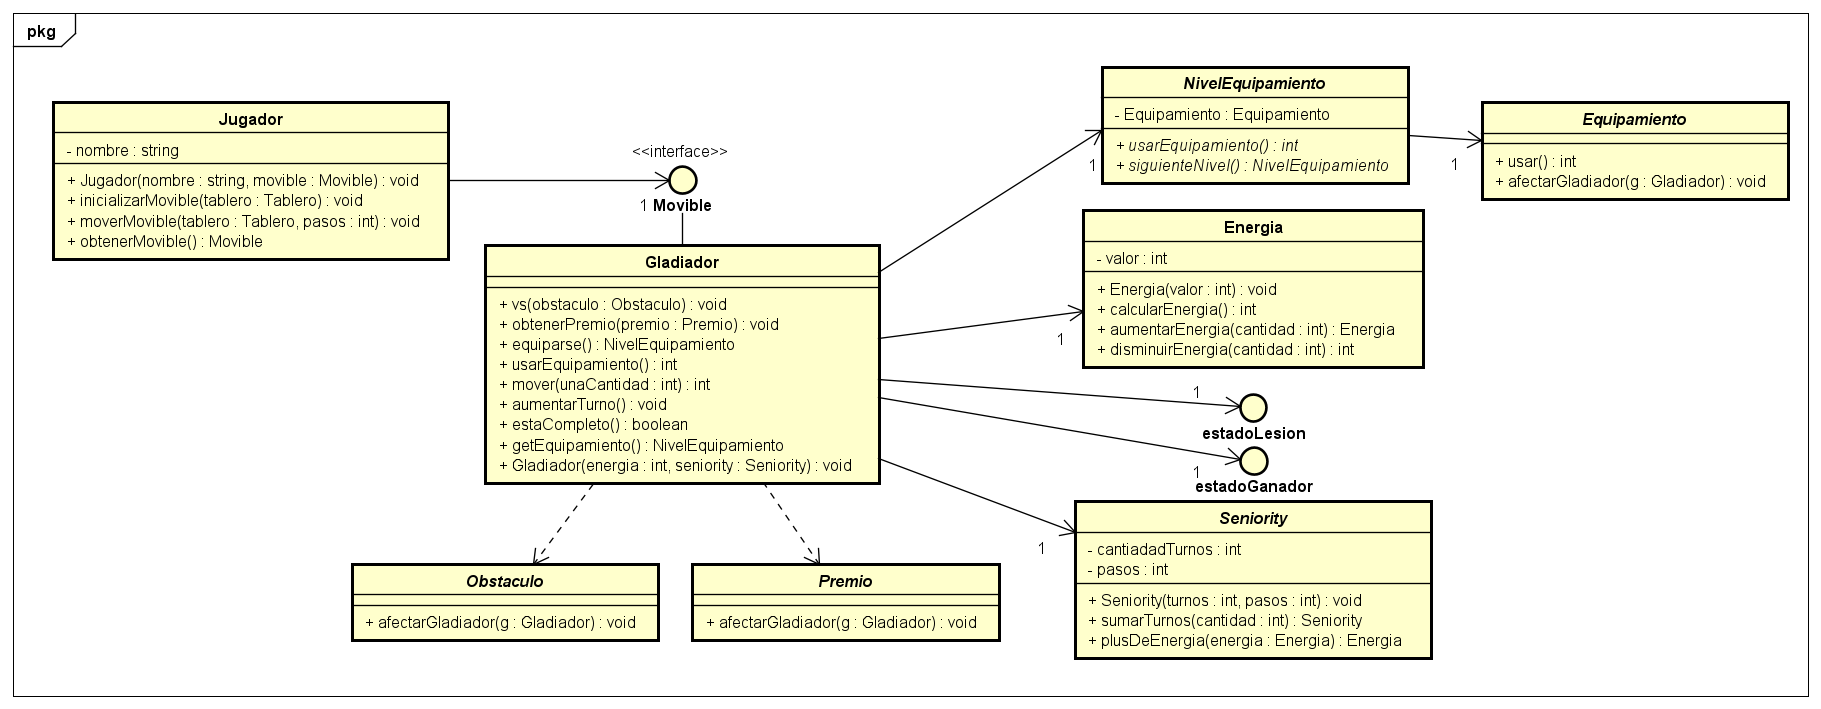 pkg
Jugador
- nombre : string
+ Jugador(nombre : string, movible : Movible) : void
+ inicializarMovible(tablero : Tablero) : void
+ moverMovible(tablero : Tablero, pasos : int) : void
+ obtenerMovible() : Movible
<<interface>>
1 Movible
Gladiador
+ vs(obstaculo : Obstaculo) : void
+ obtenerPremio(premio : Premio) : void
+ equiparse() : NivelEquipamiento
+ usarEquipamiento() : int
+ mover(unaCantidad : int) : int
+ aumentarTurno() : void
+ estaCompleto() : boolean
+ getEquipamiento() : NivelEquipamiento
+ Gladiador(energia : int, seniority : Seniority) : void
NivelEquipamiento
- Equipamiento : Equipamiento
+ usarEquipamiento() : int
+ siguienteNivel() : NivelEquipamiento
1
Equipamiento
+ usar() : int
+ afectarGladiador(g : Gladiador) : void
1
Energia
- valor : int
+ Energia(valor : int) : void
+ calcularEnergia() : int
+ aumentarEnergia(cantidad : int) : Energia
+ disminuirEnergia(cantidad : int) : int
1
1
estadoLesion
1
estadoGanador
Seniority
- cantiadadTurnos : int
- pasos : int
+ Seniority(turnos : int, pasos : int) : void
+ sumarTurnos(cantidad : int) : Seniority
+ plusDeEnergia(energia : Energia) : Energia
1
Obstaculo
+ afectarGladiador(g : Gladiador) : void
Premio
+ afectarGladiador(g : Gladiador) : void